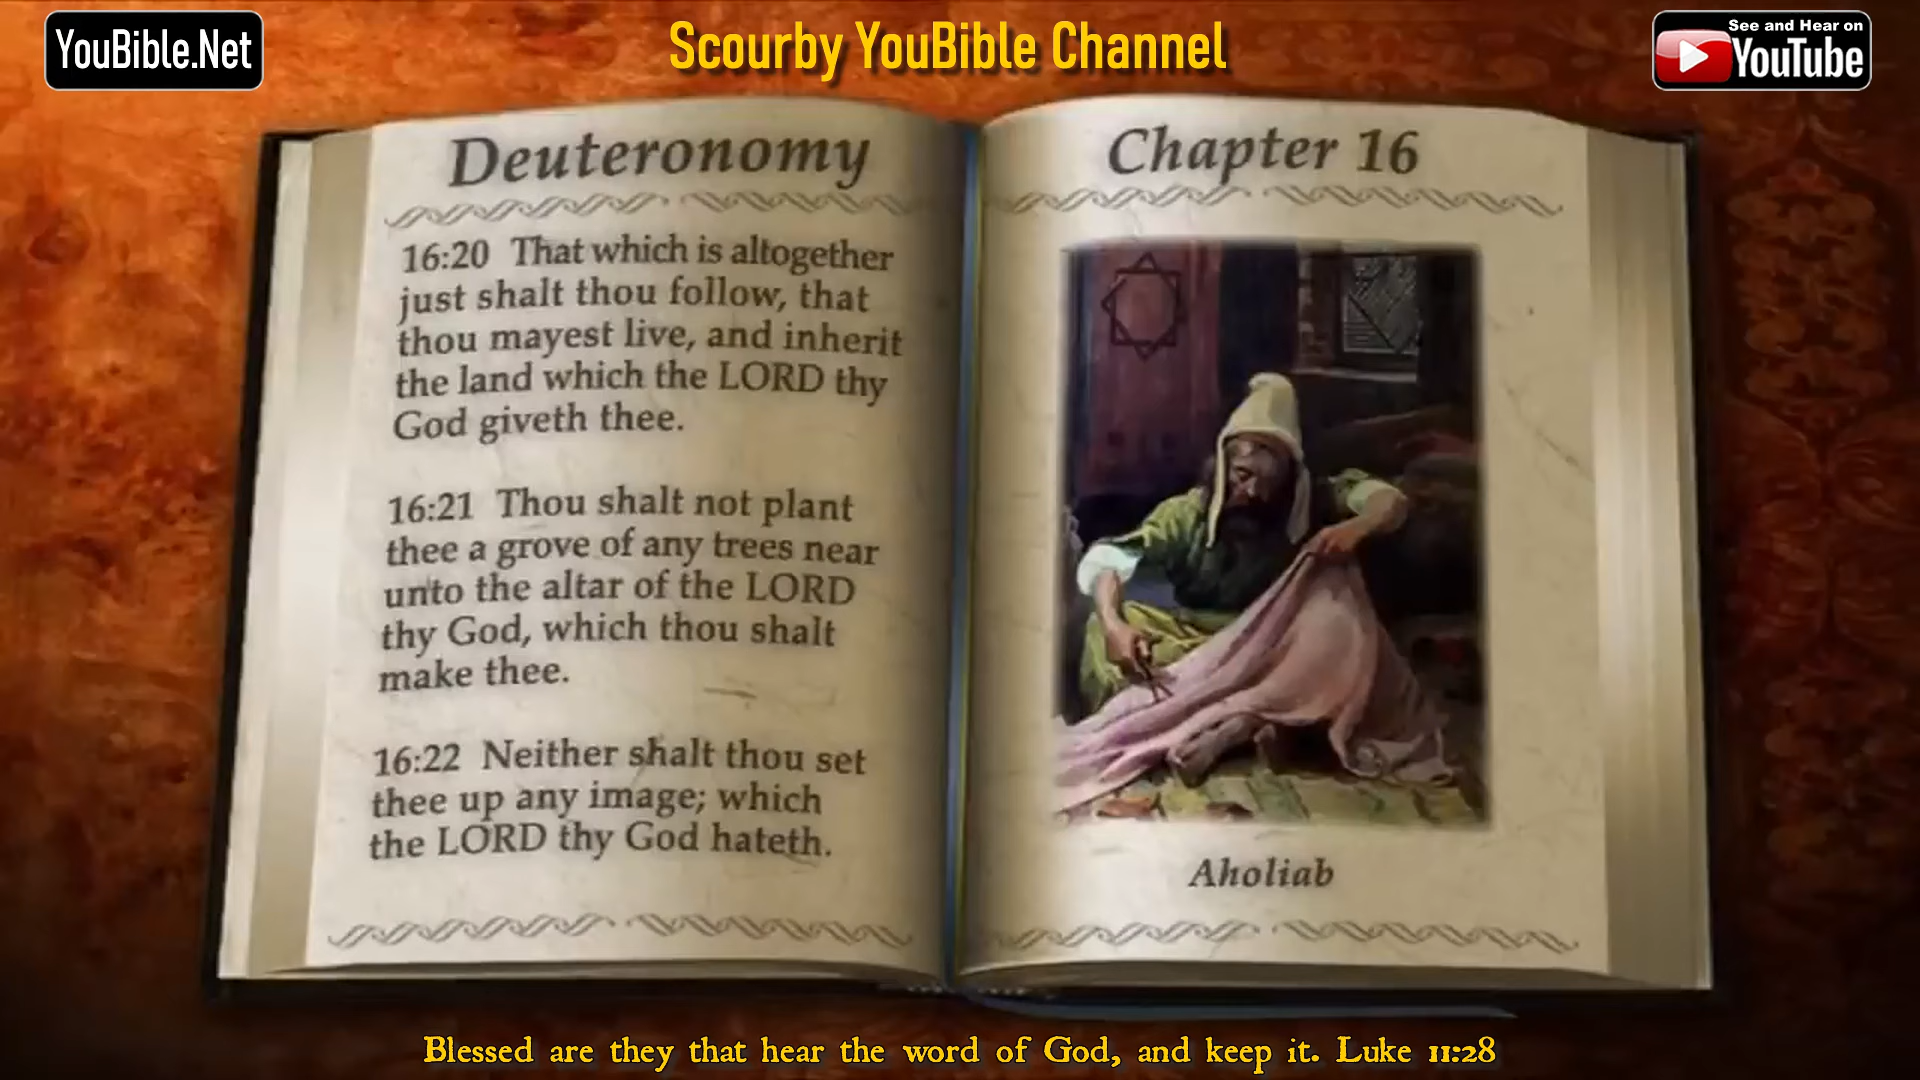 YouBible.Net
Scourby YouBible Channel
See and Hear on
YouTube
Deuteronomy
16:20 That which is altogether
just shalt thou follow, that
thou mayest live, and inherit
the land which the LORD thy
God giveth thee.
16:21 Thou shalt not plant
thee a grove of any trees near
unto the altar of the LORD
thy God, which thou shalt
make thee.
16:22 Neither shalt thou set
thee up any image; which
the LORD thy God hateth.
Chapter 16
Aholiab
Blessed are they that hear the word of God, and keep it. Luke 11:28